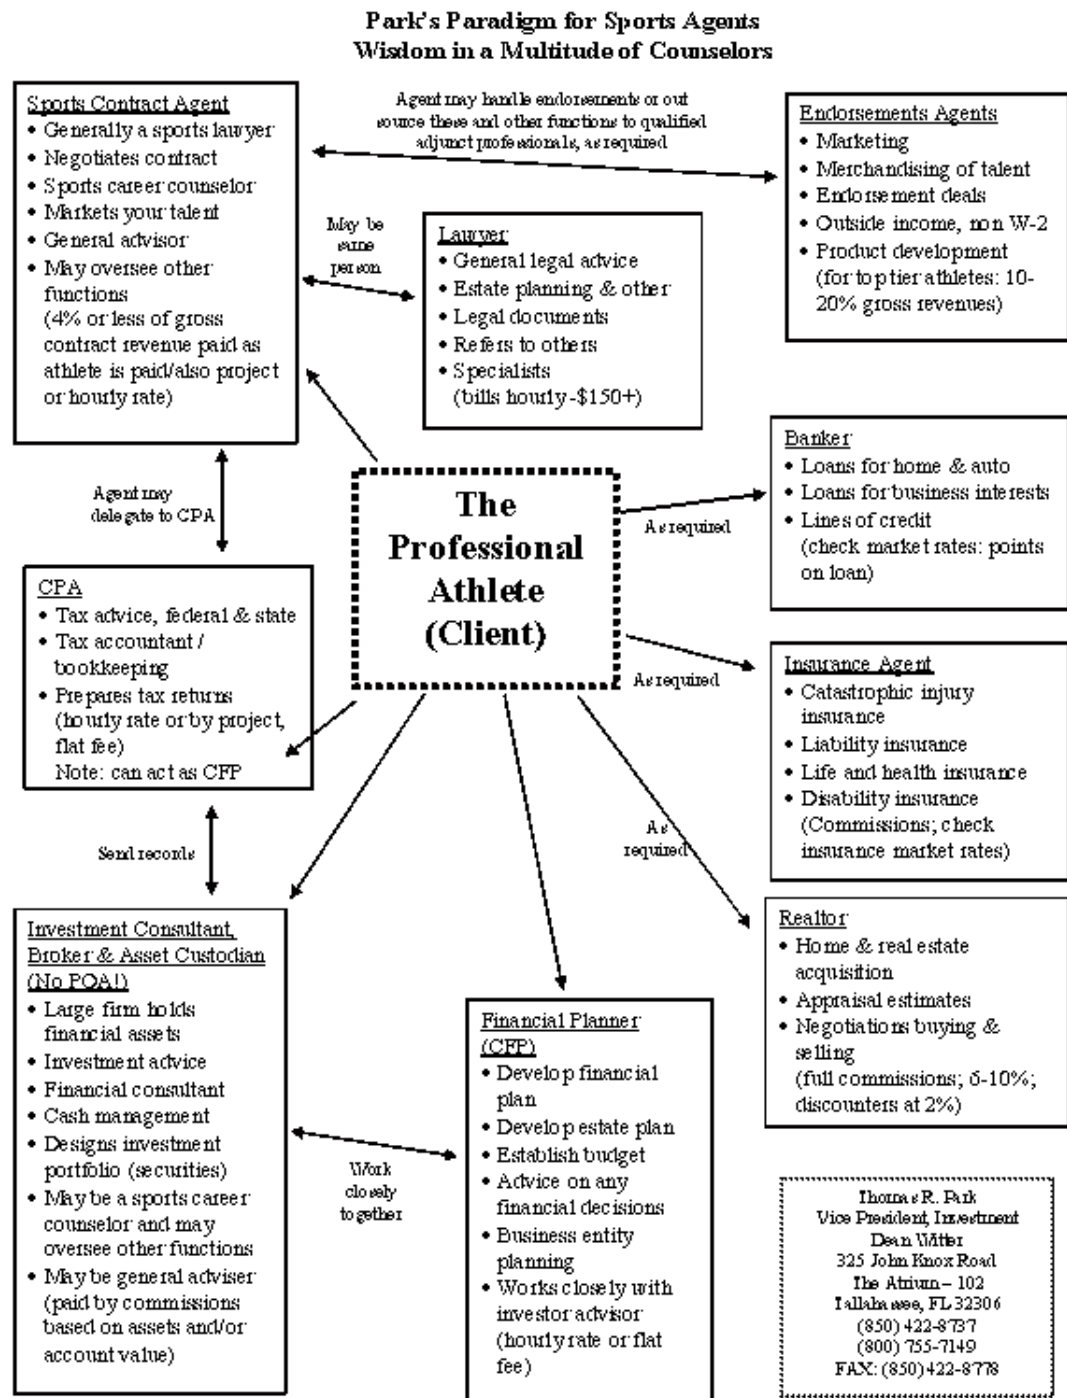 Park's Paradigm for Sports Agents
Wisdom in a Multitude of Counselors
Sports Contract Agent
• Generally a sports lawyer
• Negotiates contract
• Sports career counselor
• Markets your talent
• General advisor
• May oversee other
functions
(4% or less of gross
contract revenue paid as
athlete is paid/also project
or hourly rate)
Agent may handle endorsements or out
source these and other functions to qualified
adjunct professionals, as required
Endorsements Agents
• Marketing
• Merchandising of talent
• Endorsement deals
• Outside income, non W-2
• Product development
(for top tier athletes: 10-
20% gross revenues)
May be
same
person
Lawyer
• General legal advice
• Estate planning & other
• Legal documents
• Refers to others
• Specialists
(bills hourly-$150+)
Banker
• Loans for home & auto
• Loans for business interests
• Lines of credit
(check market rates: points
on loan)
Agent may
delegate to CPA
The
Professional
Athlete
(Client)
As required
CPA
• Tax advice, federal & state
• Tax accountant /
bookkeeping
• Prepares tax returns
(hourly rate or by project,
flat fee)
Note: can act as CFP
As required
Insurance Agent
• Catastrophic injury
insurance
• Liability insurance
• Life and health insurance
• Disability insurance
(Commissions; check
insurance market rates)
Send records
As
required
Realtor
• Home & real estate
acquisition
• Appraisal estimates
• Negotiations buying &
selling
(full commissions; 6-10%;
discounters at 2%)
Investment Consultant,
Broker & Asset Custodian
(No POA!)
• Large firm holds
financial assets
• Investment advice
• Financial consultant
• Cash management
• Designs investment
portfolio (securities)
• May be a sports career
counselor and may
oversee other functions
• May be general adviser
(paid by commissions
based on assets and/or
account value)
Work
closely
together
Financial Planner
(CFP)
• Develop financial
plan
• Develop estate plan
• Establish budget
• Advice on any
financial decisions
• Business entity
planning
• Works closely with
investor advisor
(hourly rate or flat
fee)
Thomas R. Park
Vice President, Investment
Dean Witter
325 John Knox Road
The Atrium – 102
Tallahassee, FL 32306
(850) 422-8737
(800) 755-7149
FAX: (850) 422-8778